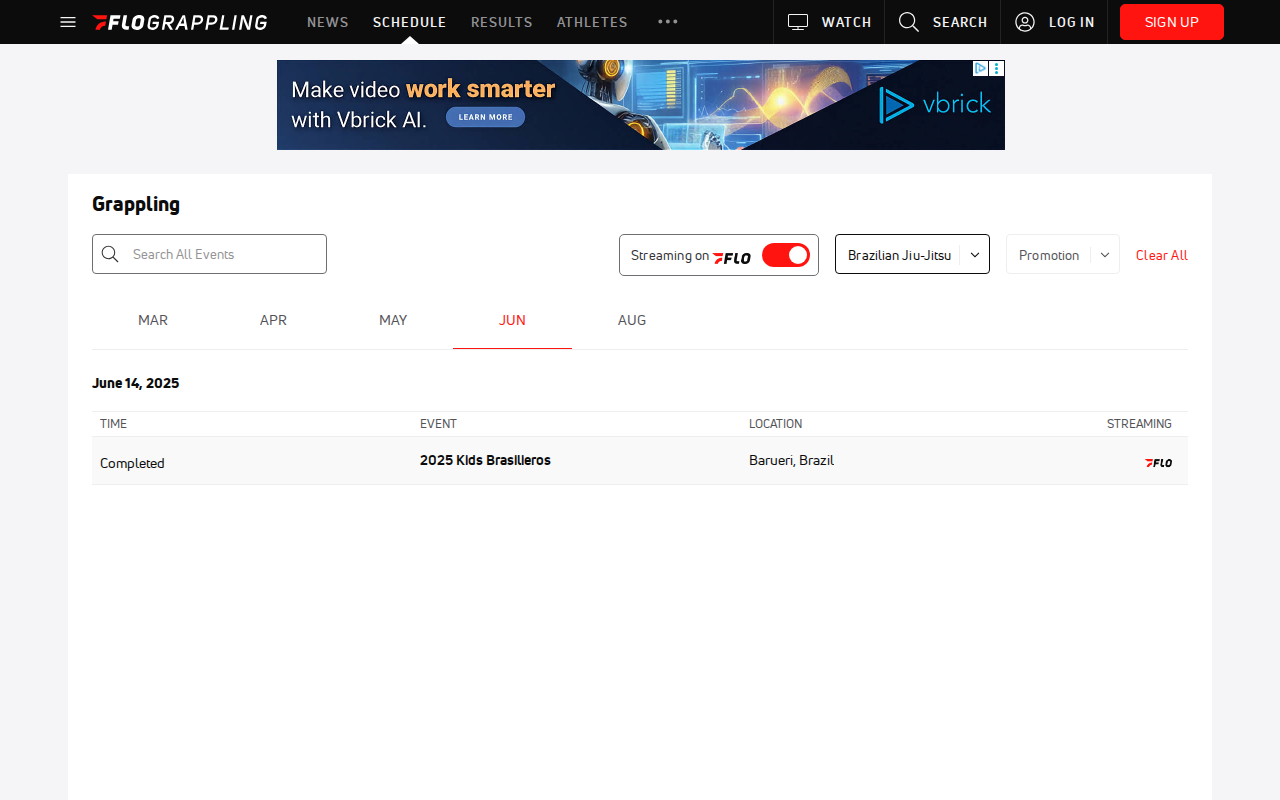 FLOGRAPPLING NEWS SCHEDULE RESULTS ATHLETES WATCH SEARCH LOG IN SIGN UP
Make video work smarter
with Vbrick AI. LEARN MORE
vbrick
Grappling
Search All Events
Streaming on FLO
Brazilian Jiu-Jitsu
Promotion
Clear All
MAR APR MAY JUN AUG
June 14, 2025
TIME EVENT LOCATION STREAMING
Completed 2025 Kids Brasilieros Barueri, Brazil FLO